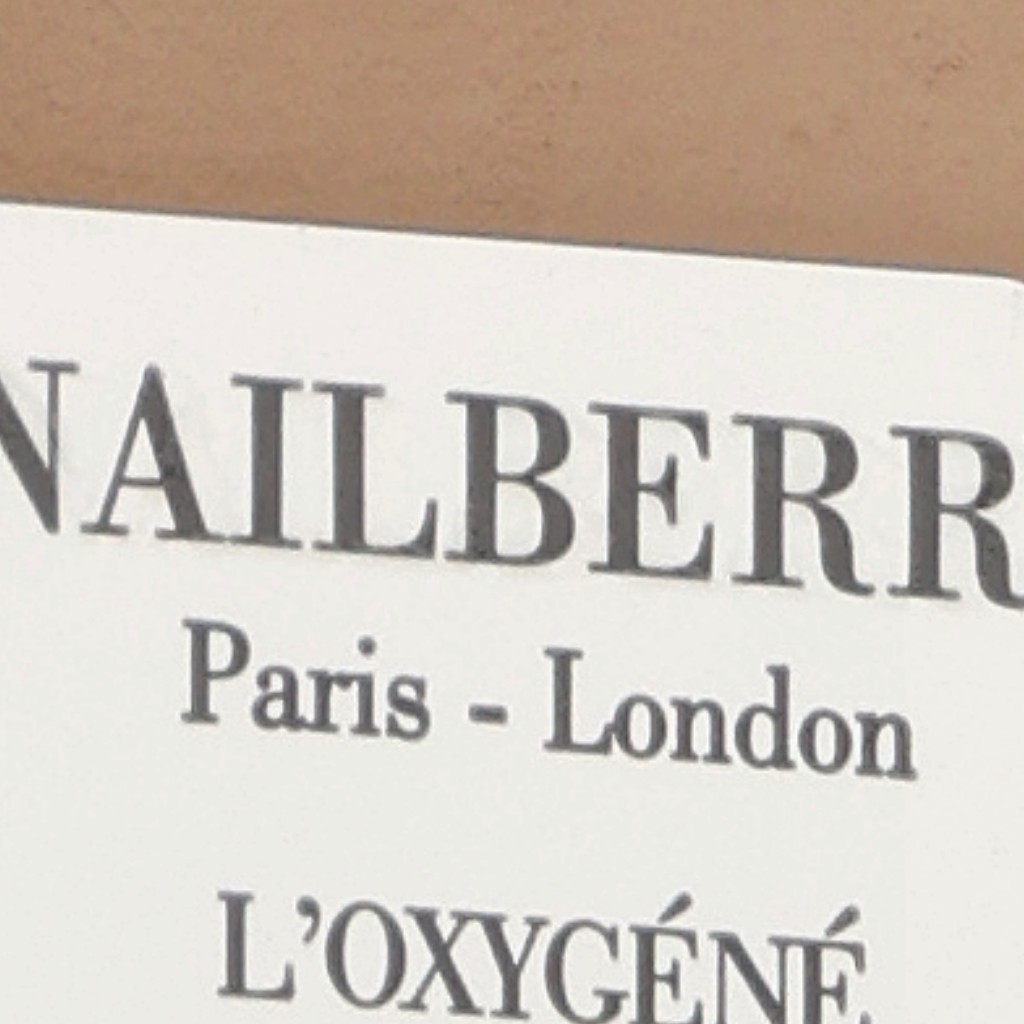 NAILBERR
Paris - London
L’OXYGÉNÉ